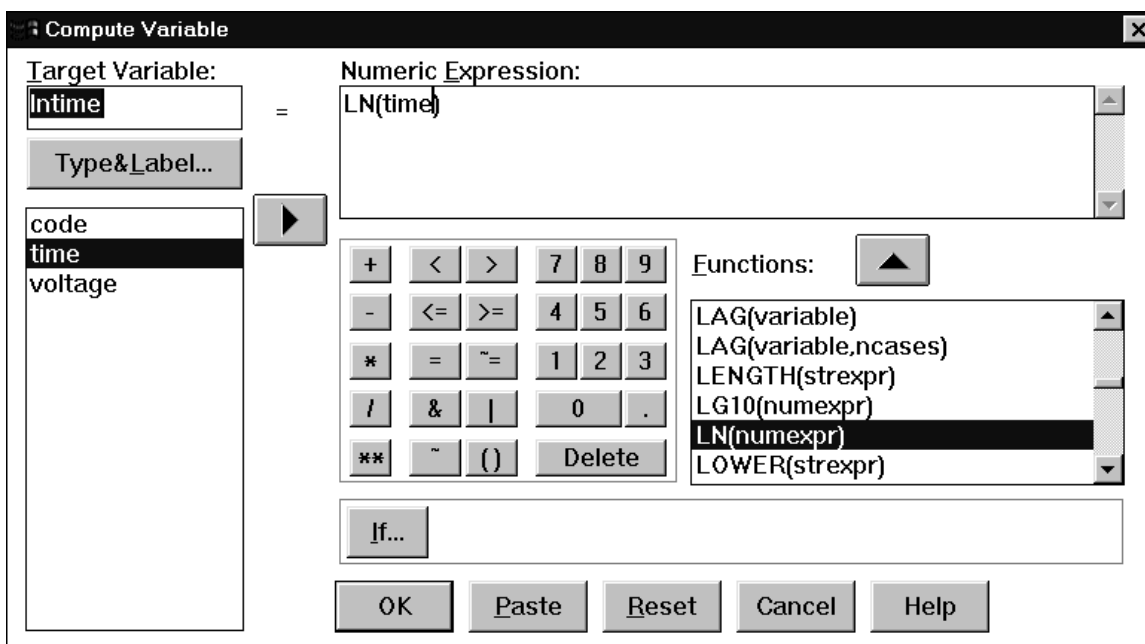 Compute Variable
Target Variable:
lntime
=
Numeric Expression:
LN(time)
Type&Label...
code
time
voltage
+ < > 7 8 9
- <= >= 4 5 6
* = ~= 1 2 3
/ & | 0 .
** ~ () Delete
Functions:
LAG(variable)
LAG(variable,ncases)
LENGTH(strexpr)
LG10(numexpr)
LN(numexpr)
LOWER(strexpr)
If...
OK Paste Reset Cancel Help